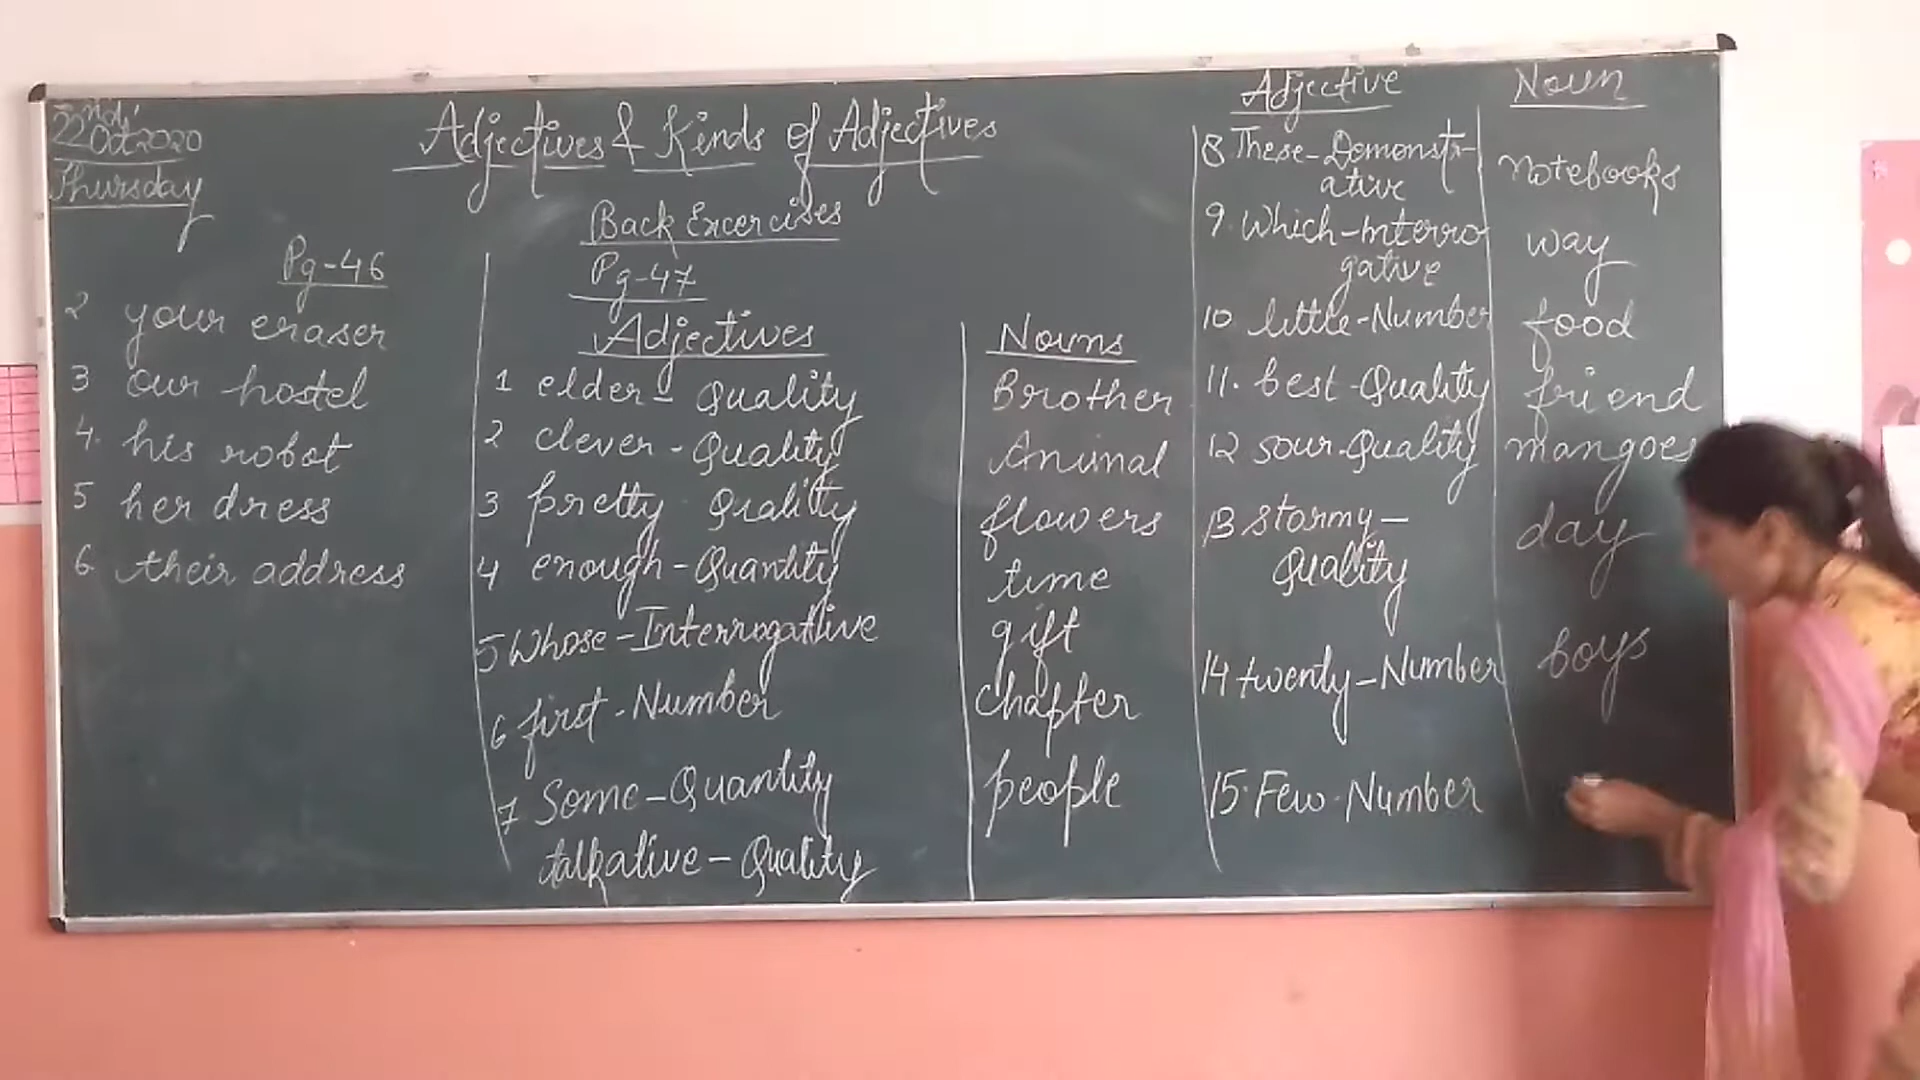 22nd Oct 2020
Thursday
Adjectives & Kinds of Adjectives
Back Excercises
Pg-46
2 your eraser
3 our hostel
4. his robot
5 her dress
6. their address
Pg-47
Adjectives Nouns
1 elder - Quality Brother
2 clever - Quality Animal
3 pretty Quality flowers
4 enough - Quantity time
5 Whose - Interrogative gift
6 first - Number Chapter
7 Some - Quantity people
talkative - Quality
Adjective Noun
8 These - Demonstr-
ative notebooks
9. Which - Interro
gative way
10. little - Number food
11. best - Quality friend
12 sour - Quality mangoes
13 stormy -
Quality day
14 twenty - Number boys
15. Few - Number